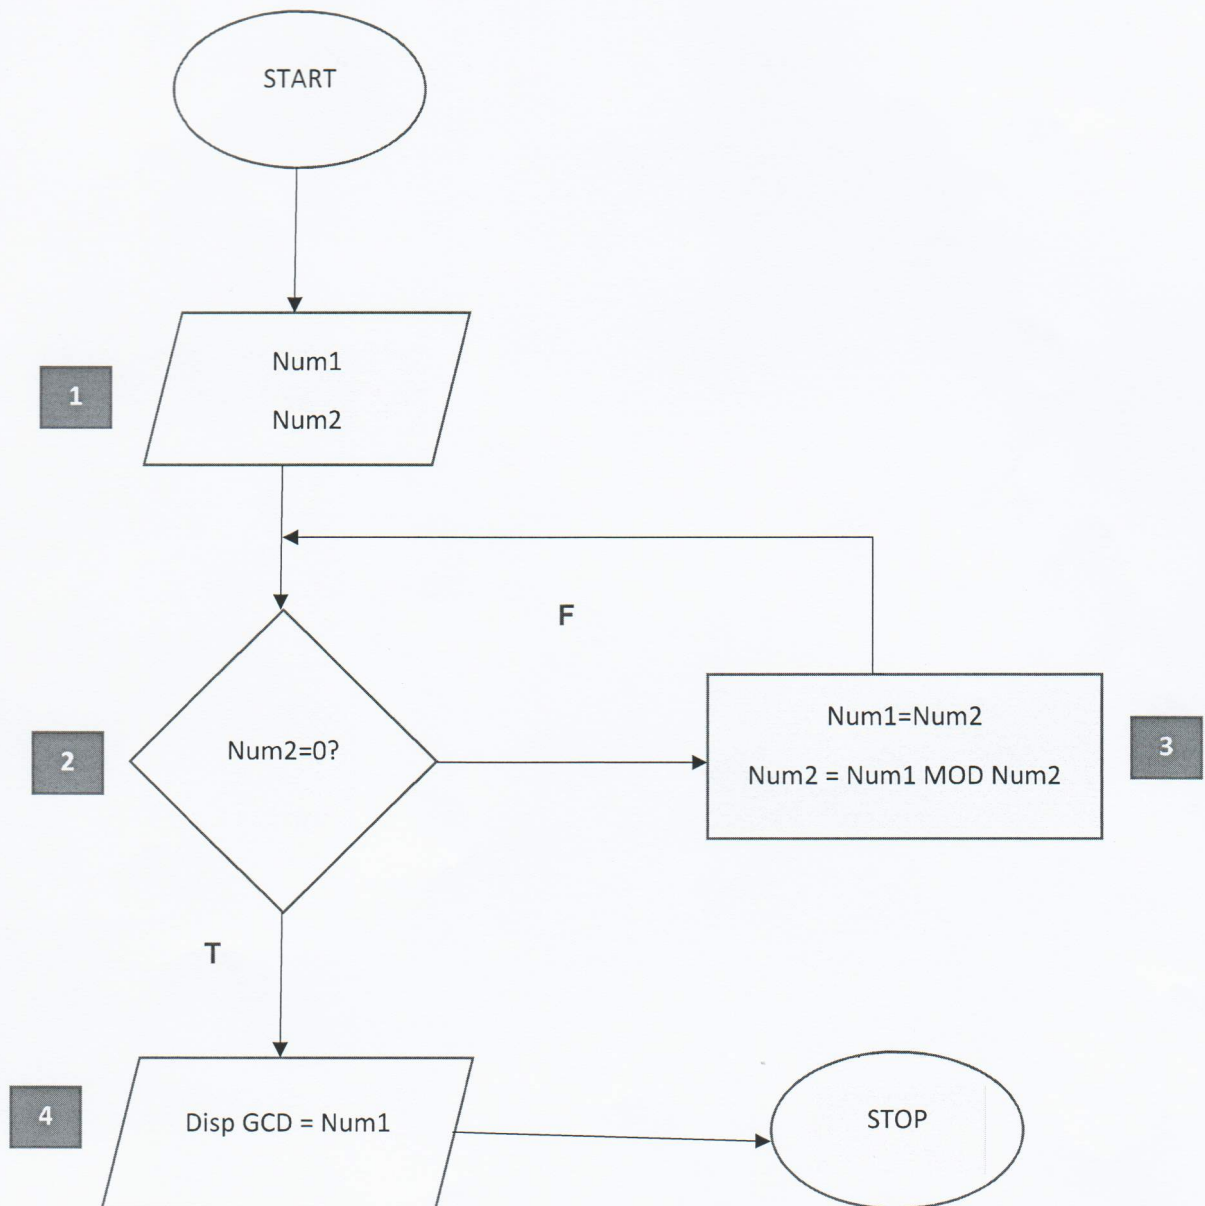 START
1
Num1
Num2
F
2
Num2=0?
Num1=Num2
Num2 = Num1 MOD Num2
3
T
4
Disp GCD = Num1
STOP